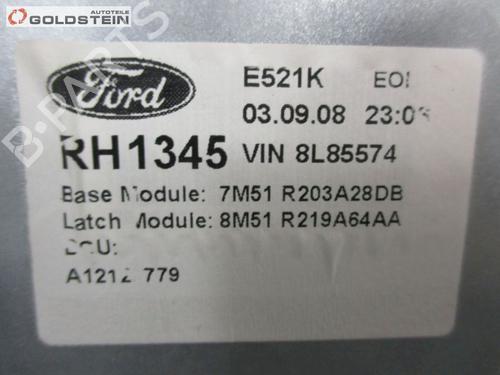 GOLDSTEIN
AUTOTEILE
B-PARTS
Ford
E521K EOI
03.09.08 23:0
RH1345 VIN 8L85574
Base Module: 7M51 R203A28DB
Latch Module: 8M51 R219A64AA
A121 779